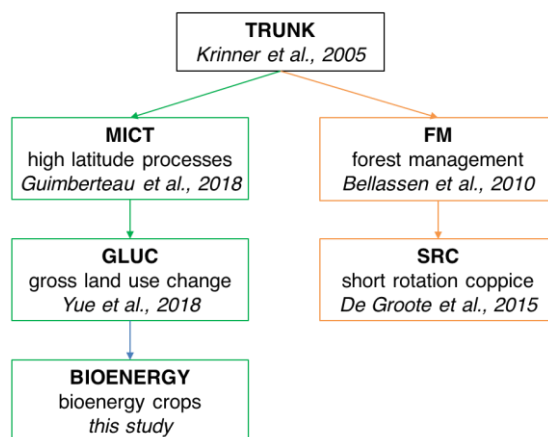 TRUNK
Krinner et al., 2005
MICT
high latitude processes
Guimberteau et al., 2018
FM
forest management
Bellassen et al., 2010
GLUC
gross land use change
Yue et al., 2018
SRC
short rotation coppice
De Groote et al., 2015
BIOENERGY
bioenergy crops
this study